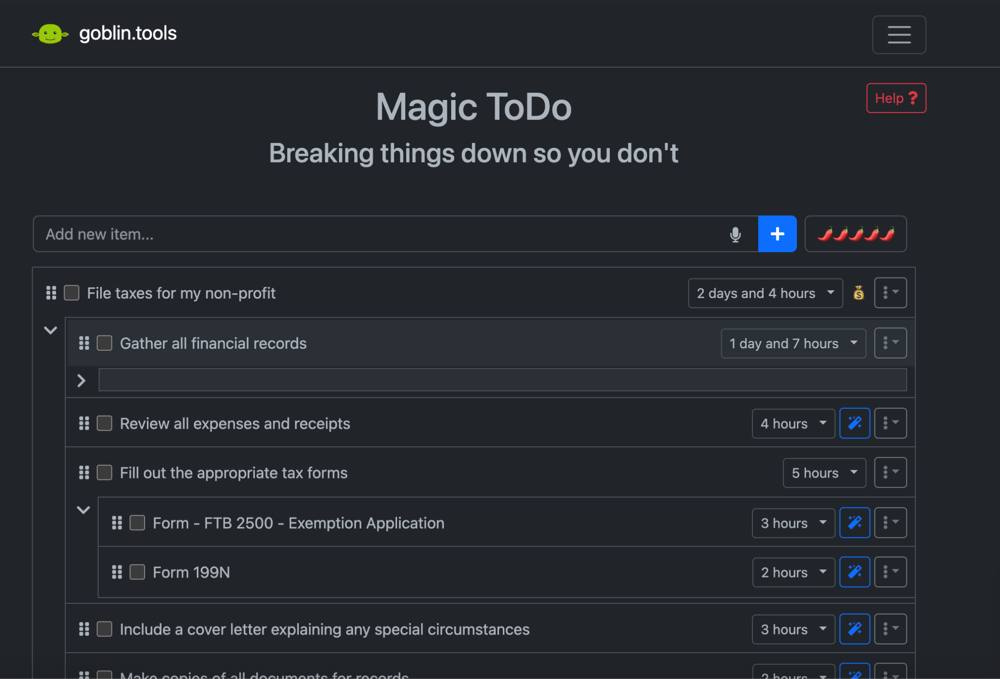 goblin.tools
Magic ToDo
Help ?
Breaking things down so you don't
Add new item...
File taxes for my non-profit
2 days and 4 hours
Gather all financial records
1 day and 7 hours
Review all expenses and receipts
4 hours
Fill out the appropriate tax forms
5 hours
Form - FTB 2500 - Exemption Application
3 hours
Form 199N
2 hours
Include a cover letter explaining any special circumstances
3 hours
Make copies of all documents for records
2 hours